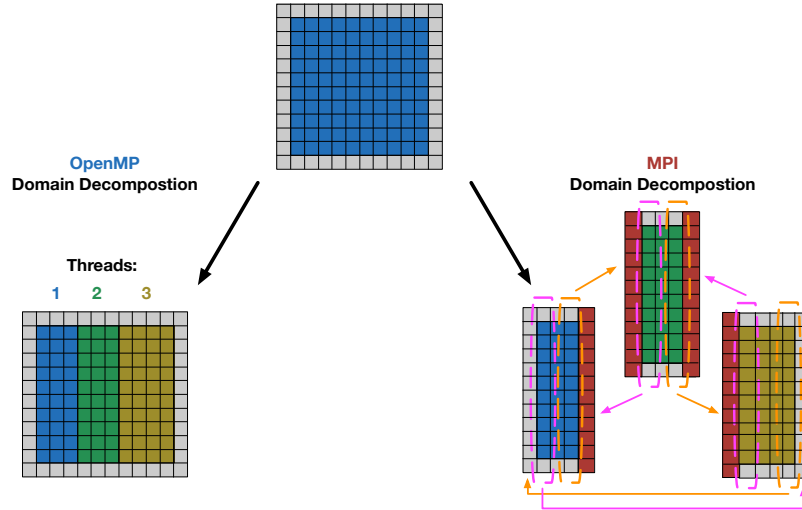 OpenMP
Domain Decompostion
MPI
Domain Decompostion
Threads:
1 2 3